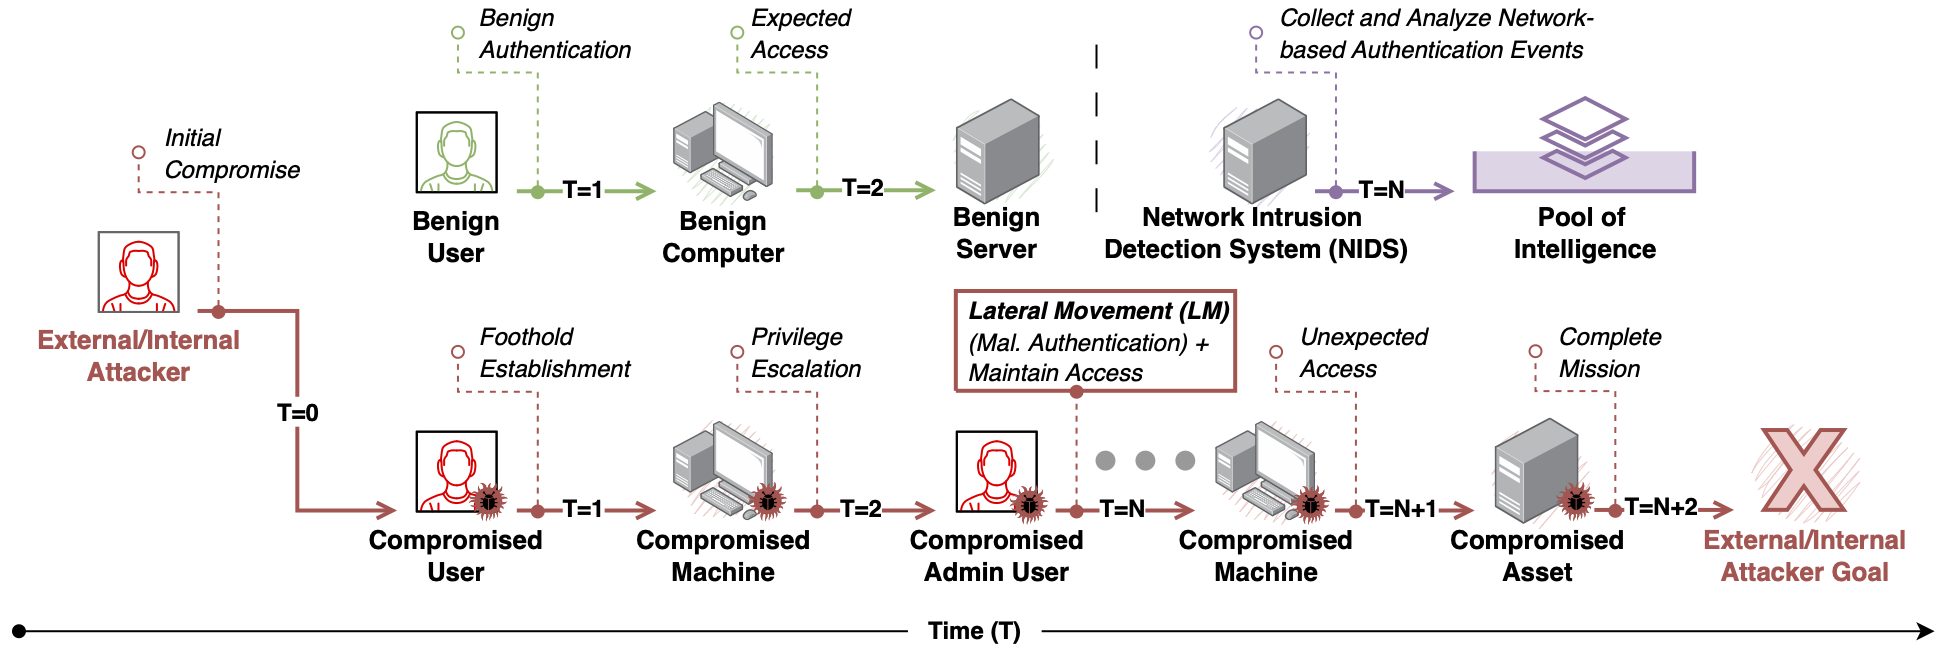 Benign
Authentication
Expected
Access
Collect and Analyze Network-
based Authentication Events
Initial
Compromise
T=1
T=2
T=N
Benign
User
Benign
Computer
Benign
Server
Network Intrusion
Detection System (NIDS)
Pool of
Intelligence
External/Internal
Attacker
T=0
Foothold
Establishment
Privilege
Escalation
Lateral Movement (LM)
(Mal. Authentication) +
Maintain Access
Unexpected
Access
Complete
Mission
T=1
T=2
T=N
T=N+1
T=N+2
Compromised
User
Compromised
Machine
Compromised
Admin User
Compromised
Machine
Compromised
Asset
External/Internal
Attacker Goal
Time (T)